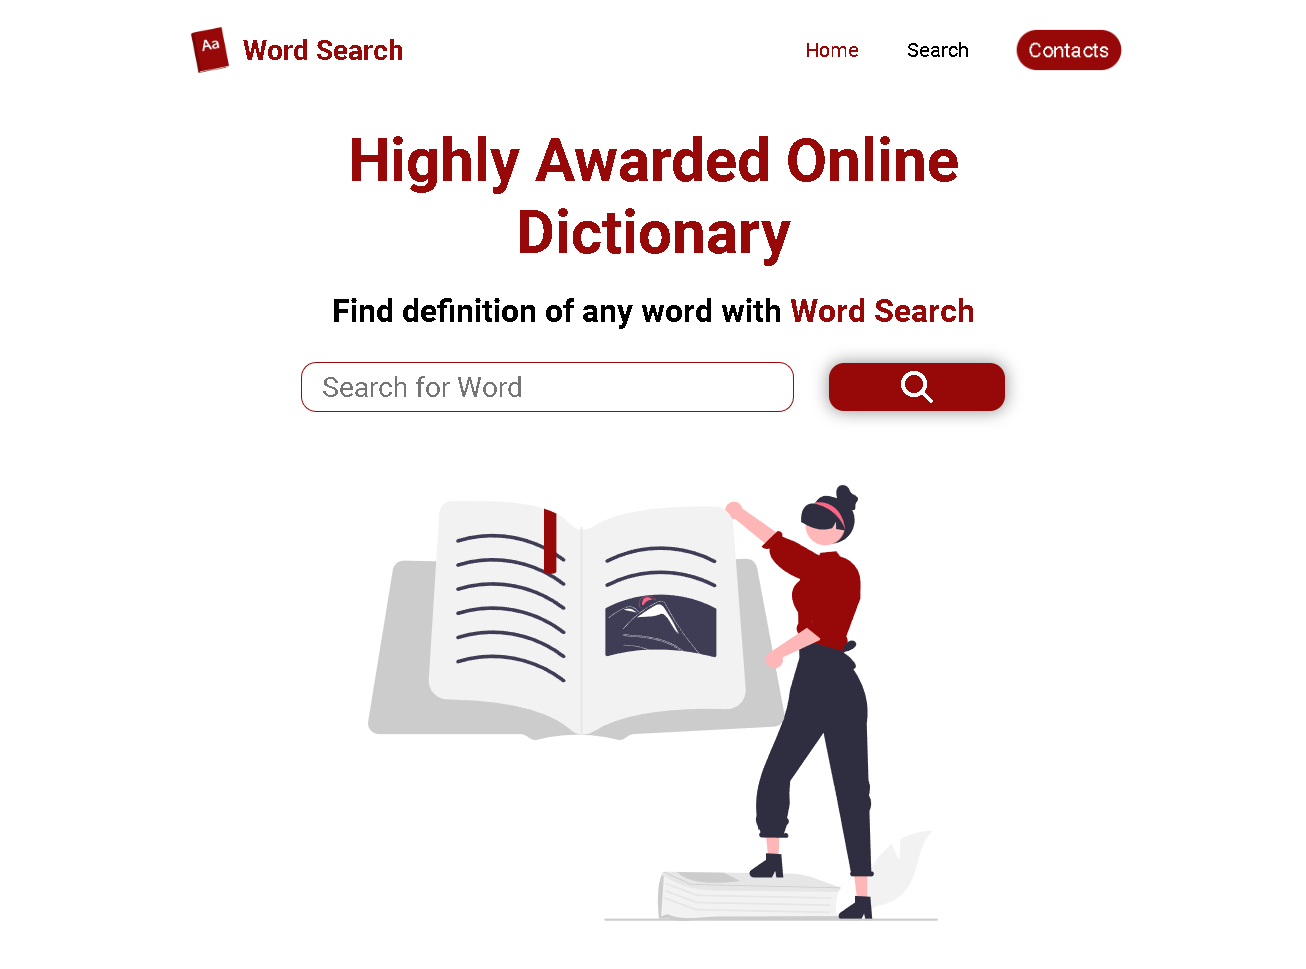 Aa
Word Search
Home
Search
Contacts
Highly Awarded Online
Dictionary
Find definition of any word with Word Search
Search for Word